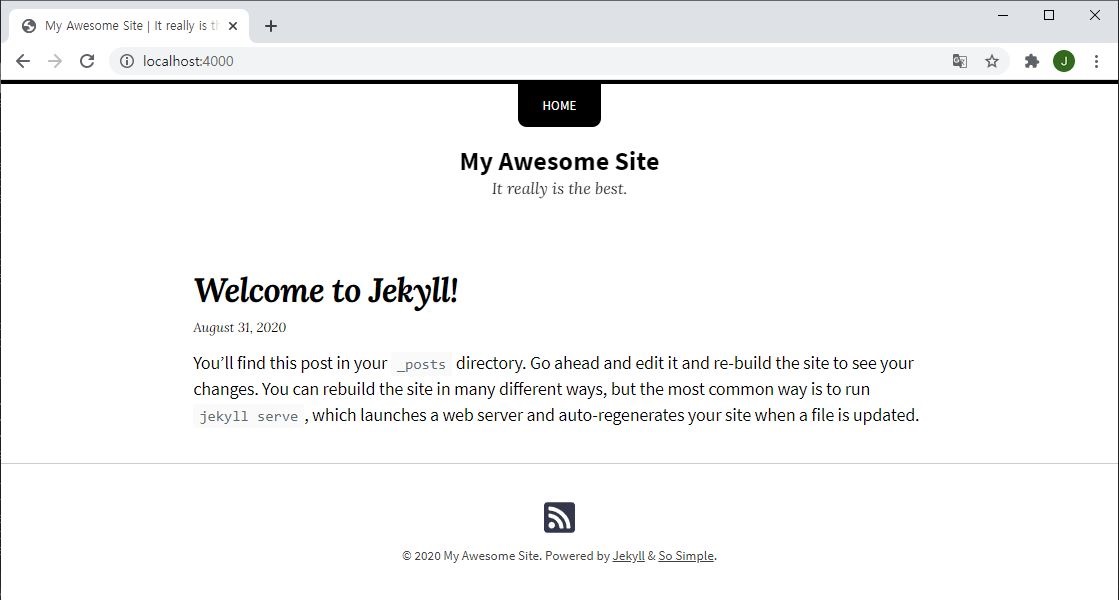 My Awesome Site | It really is th
localhost:4000
J
HOME
My Awesome Site
It really is the best.
Welcome to Jekyll!
August 31, 2020
You’ll find this post in your _posts directory. Go ahead and edit it and re-build the site to see your
changes. You can rebuild the site in many different ways, but the most common way is to run
jekyll serve , which launches a web server and auto-regenerates your site when a file is updated.
© 2020 My Awesome Site. Powered by Jekyll & So Simple.